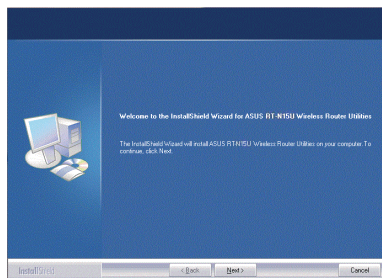 Welcome to the InstallShield Wizard for ASUS RT-N15U Wireless Router Utilities
The InstallShield Wizard will install ASUS RT-N15U Wireless Router Utilities on your computer. To
continue, click Next.
InstallShield
< Back
Next >
Cancel